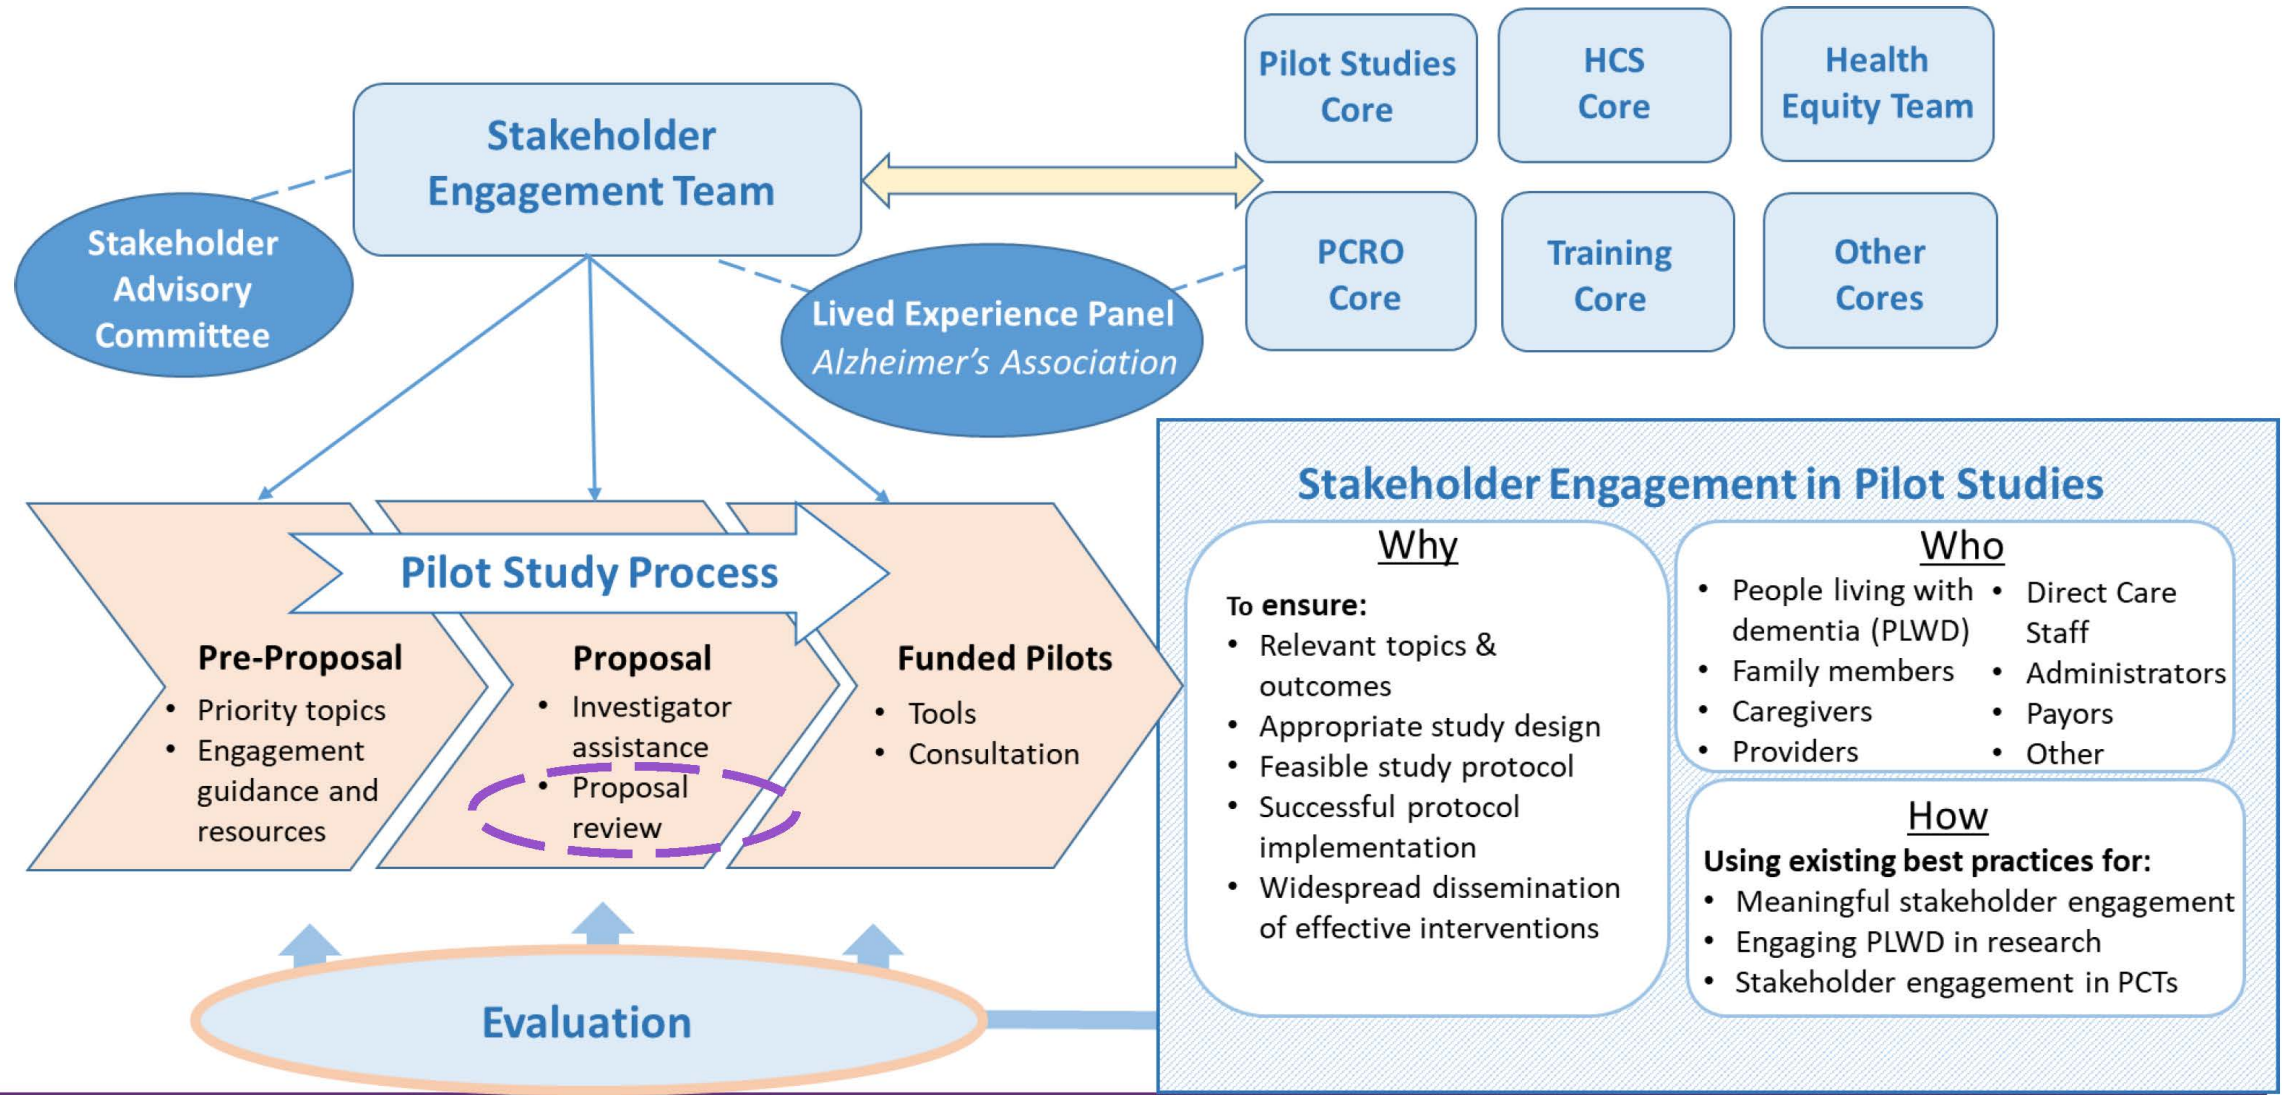 Stakeholder
Engagement Team
Pilot Studies
Core
HCS
Core
Health
Equity Team
PCRO
Core
Training
Core
Other
Cores
Stakeholder
Advisory
Committee
Lived Experience Panel
Alzheimer's Association
Pilot Study Process
Pre-Proposal
• Priority topics
• Engagement
guidance and
resources
Proposal
• Investigator
assistance
• Proposal
review
Funded Pilots
• Tools
• Consultation
Evaluation
Stakeholder Engagement in Pilot Studies
Why
To ensure:
• Relevant topics &
outcomes
• Appropriate study design
• Feasible study protocol
• Successful protocol
implementation
• Widespread dissemination
of effective interventions
Who
• People living with
dementia (PLWD)
• Family members
• Caregivers
• Providers
• Direct Care
Staff
• Administrators
• Payors
• Other
How
Using existing best practices for:
• Meaningful stakeholder engagement
• Engaging PLWD in research
• Stakeholder engagement in PCTs